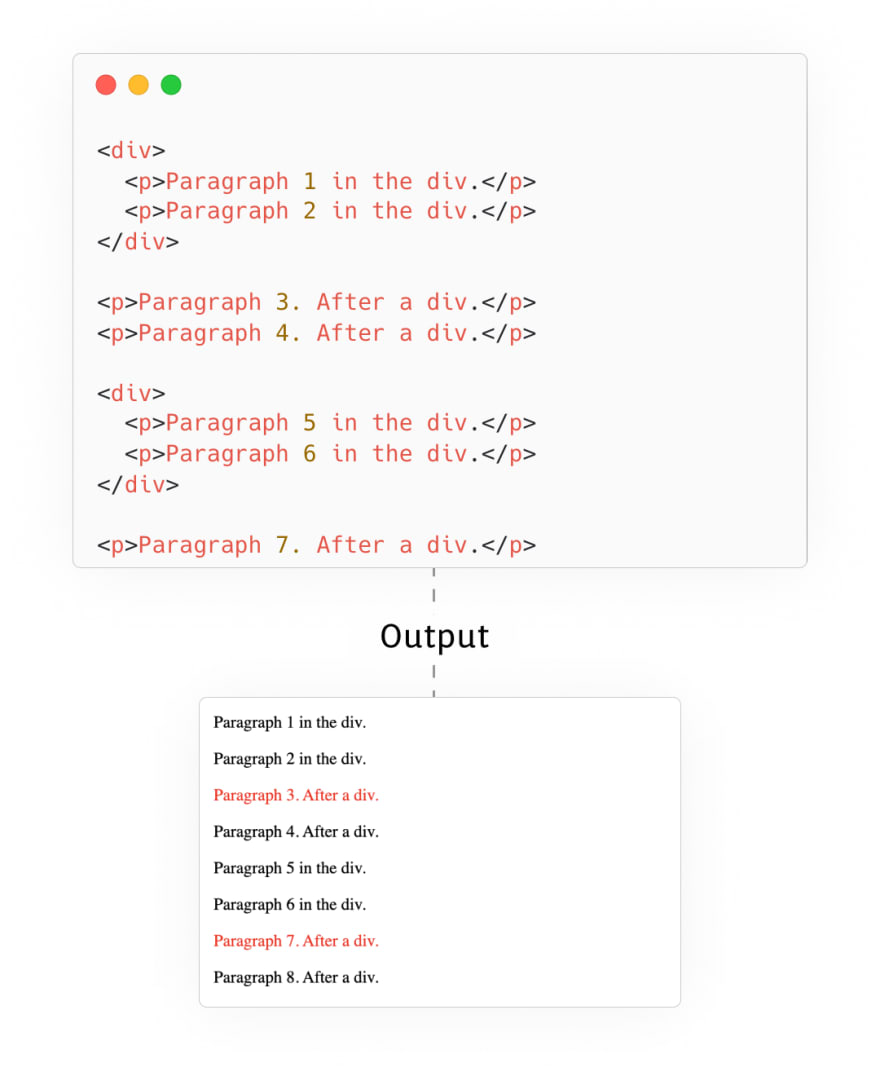 <div>
  <p>Paragraph 1 in the div.</p>
  <p>Paragraph 2 in the div.</p>
</div>
<p>Paragraph 3. After a div.</p>
<p>Paragraph 4. After a div.</p>
<div>
  <p>Paragraph 5 in the div.</p>
  <p>Paragraph 6 in the div.</p>
</div>
<p>Paragraph 7. After a div.</p>
Output
Paragraph 1 in the div.
Paragraph 2 in the div.
Paragraph 3. After a div.
Paragraph 4. After a div.
Paragraph 5 in the div.
Paragraph 6 in the div.
Paragraph 7. After a div.
Paragraph 8. After a div.